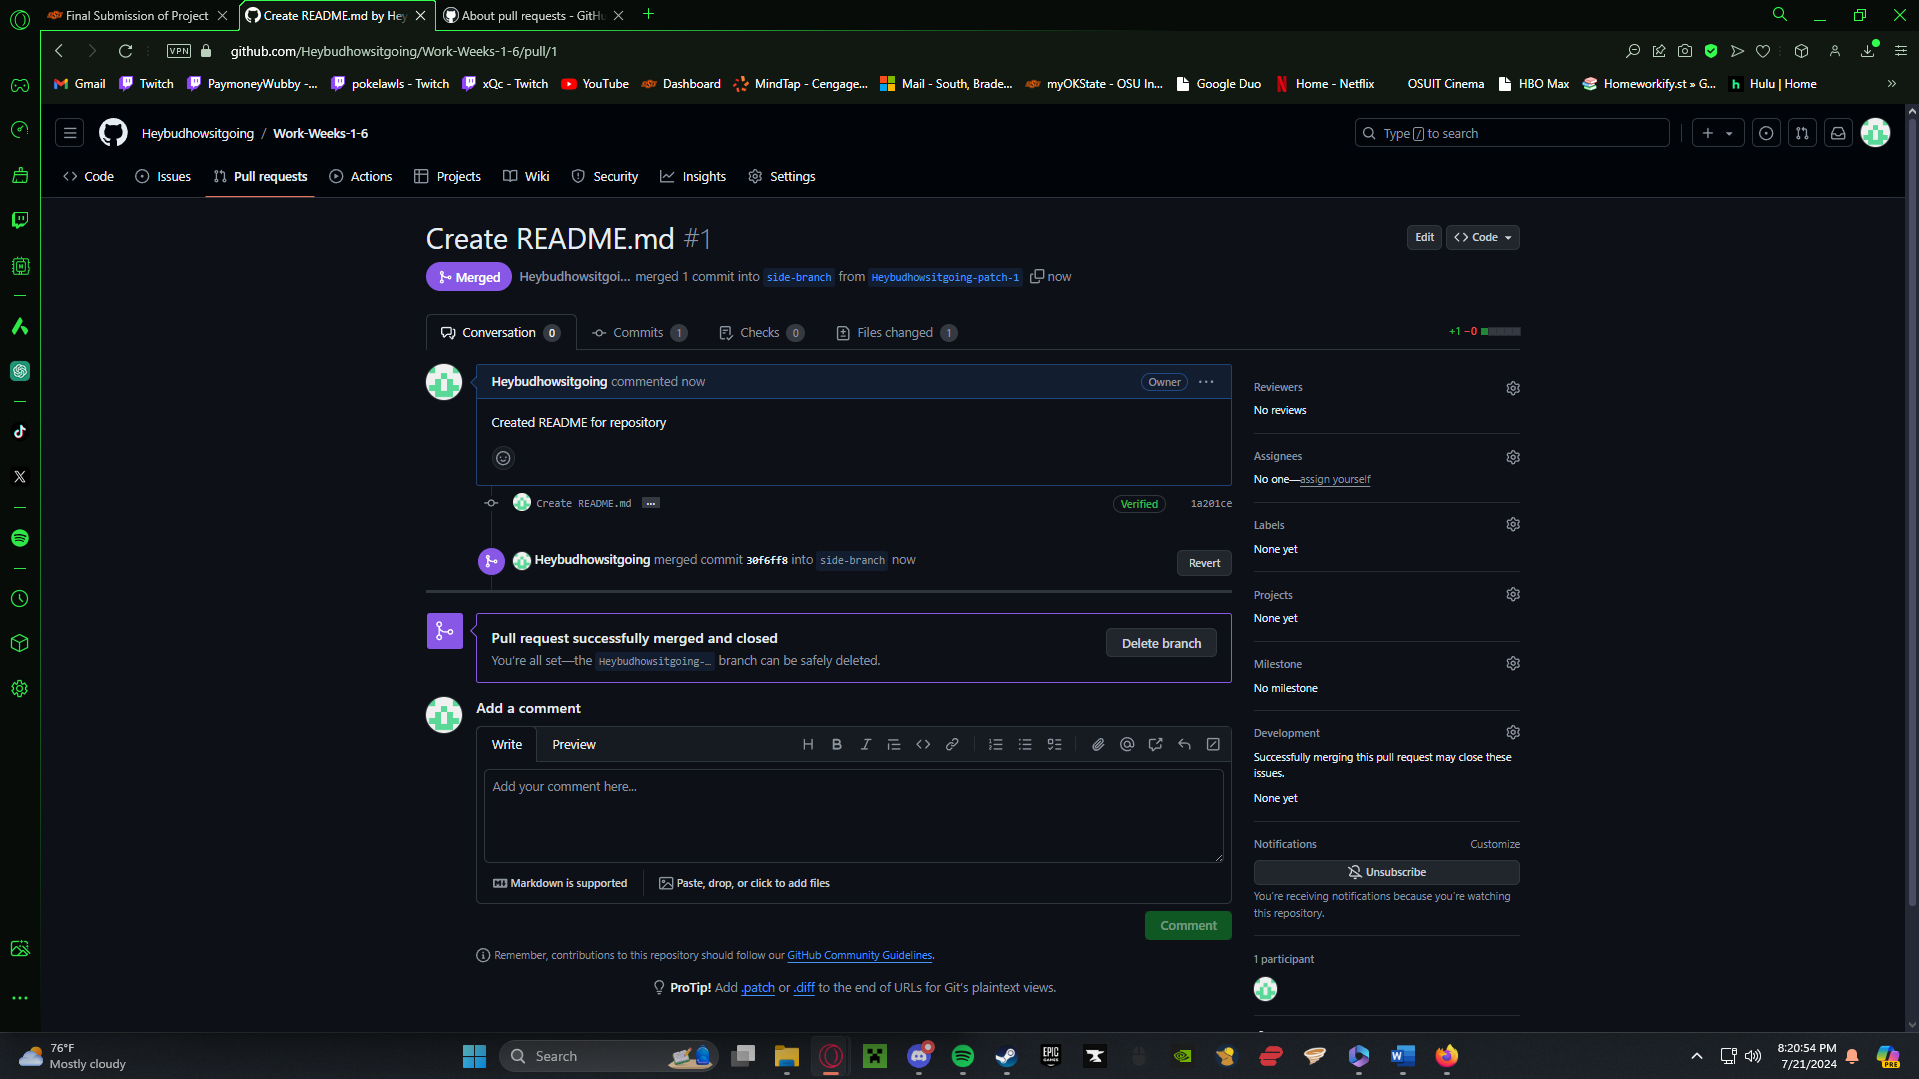 Final Submission of Project
Create README.md by Hey
About pull requests - GitHu
VPN
github.com/Heybudhowsitgoing/Work-Weeks-1-6/pull/1
Gmail
Twitch
PaymoneyWubby -...
pokelawls - Twitch
xQc - Twitch
YouTube
Dashboard
MindTap - Cengage...
Mail - South, Brade...
myOKState - OSU In...
Google Duo
Home - Netflix
OSUIT Cinema
HBO Max
Homeworkify.st » G...
Hulu | Home
Heybudhowsitgoing / Work-Weeks-1-6
Type / to search
Code
Issues
Pull requests
Actions
Projects
Wiki
Security
Insights
Settings
Create README.md #1
Edit
Code
Merged
Heybudhowsitgoi... merged 1 commit into side-branch from Heybudhowsitgoing-patch-1 now
Conversation 0
Commits 1
Checks 0
Files changed 1
+1 −0
Heybudhowsitgoing commented now
Owner
Created README for repository
Create README.md
Verified
1a201ce
Heybudhowsitgoing merged commit 30f6ff8 into side-branch now
Revert
Pull request successfully merged and closed
You're all set—the Heybudhowsitgoing-… branch can be safely deleted.
Delete branch
Add a comment
Write
Preview
Add your comment here...
Markdown is supported
Paste, drop, or click to add files
Comment
Remember, contributions to this repository should follow our GitHub Community Guidelines.
ProTip! Add .patch or .diff to the end of URLs for Git's plaintext views.
Reviewers
No reviews
Assignees
No one—assign yourself
Labels
None yet
Projects
None yet
Milestone
No milestone
Development
Successfully merging this pull request may close these
issues.
None yet
Notifications
Customize
Unsubscribe
You're receiving notifications because you're watching
this repository.
1 participant
76°F
Mostly cloudy
Search
EPIC
GAMES
8:20:54 PM
7/21/2024
PRE